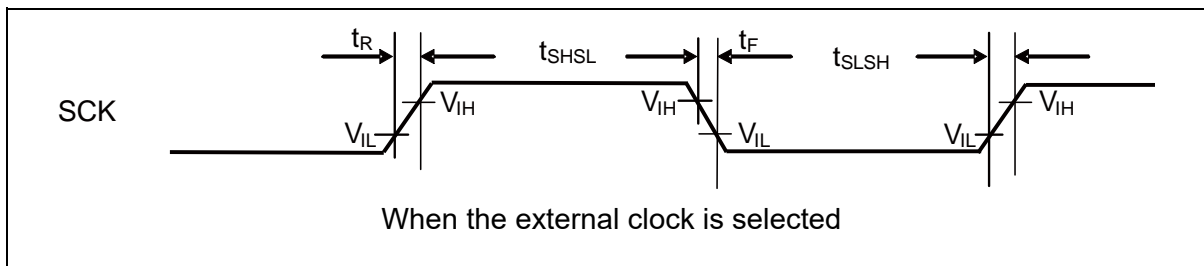 tR tSHSL tF tSLSH
SCK VIH VIH VIH
VIL VIL VIL
When the external clock is selected